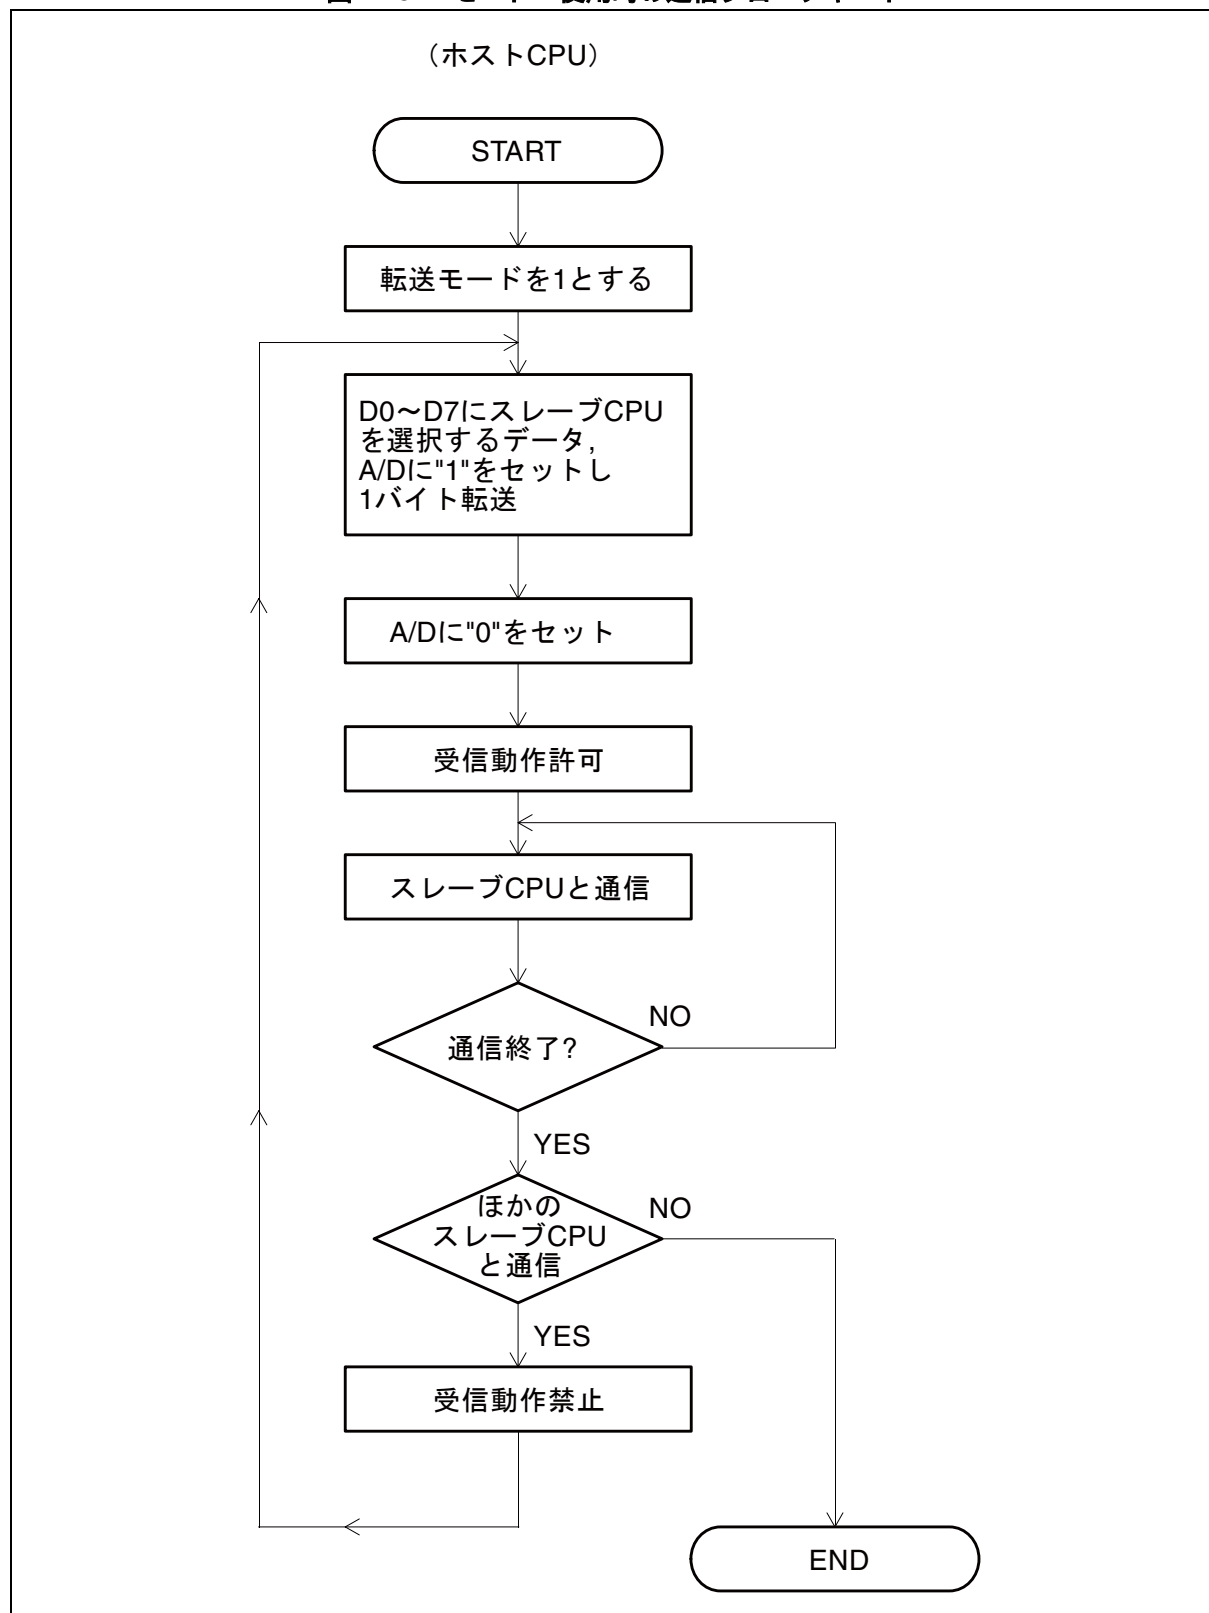 （ホストCPU）
START
転送モードを1とする
D0～D7にスレーブCPU
を選択するデータ,
A/Dに"1"をセットし
1バイト転送
A/Dに"0"をセット
受信動作許可
スレーブCPUと通信
通信終了?
NO
YES
ほかの
スレーブCPU
と通信
NO
YES
受信動作禁止
END